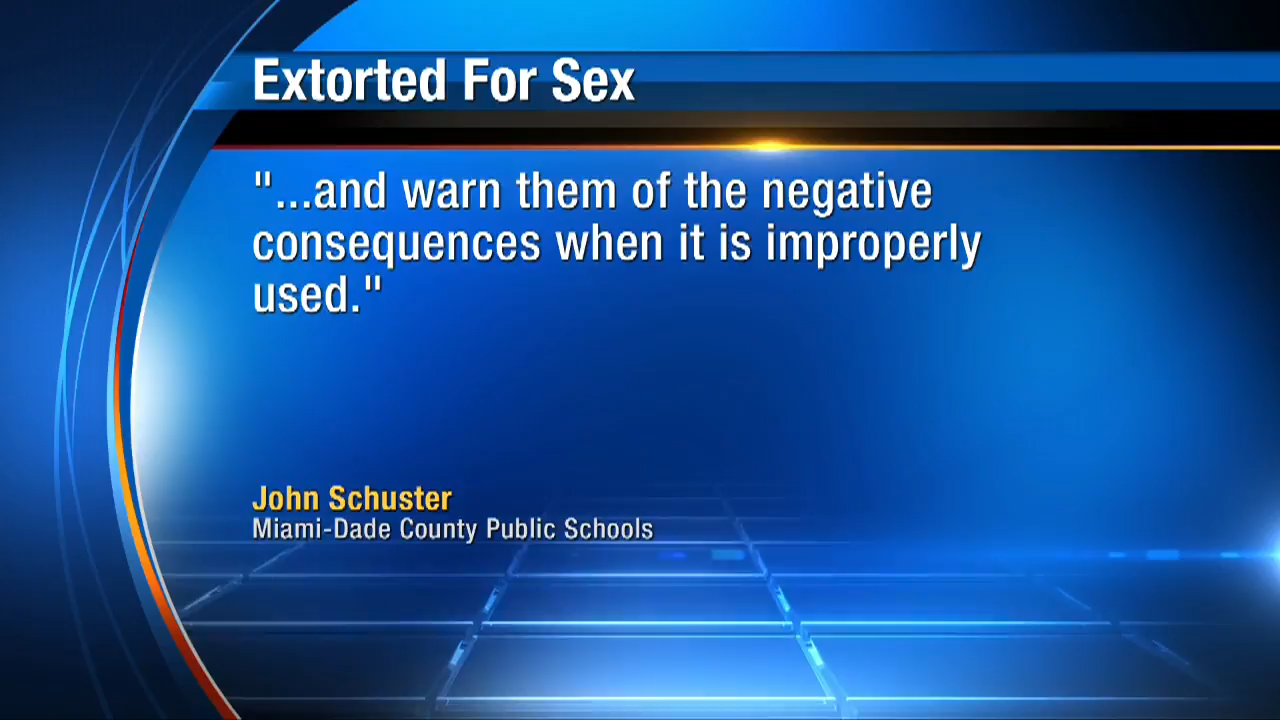 Extorted For Sex
"...and warn them of the negative
consequences when it is improperly
used."
John Schuster
Miami-Dade County Public Schools